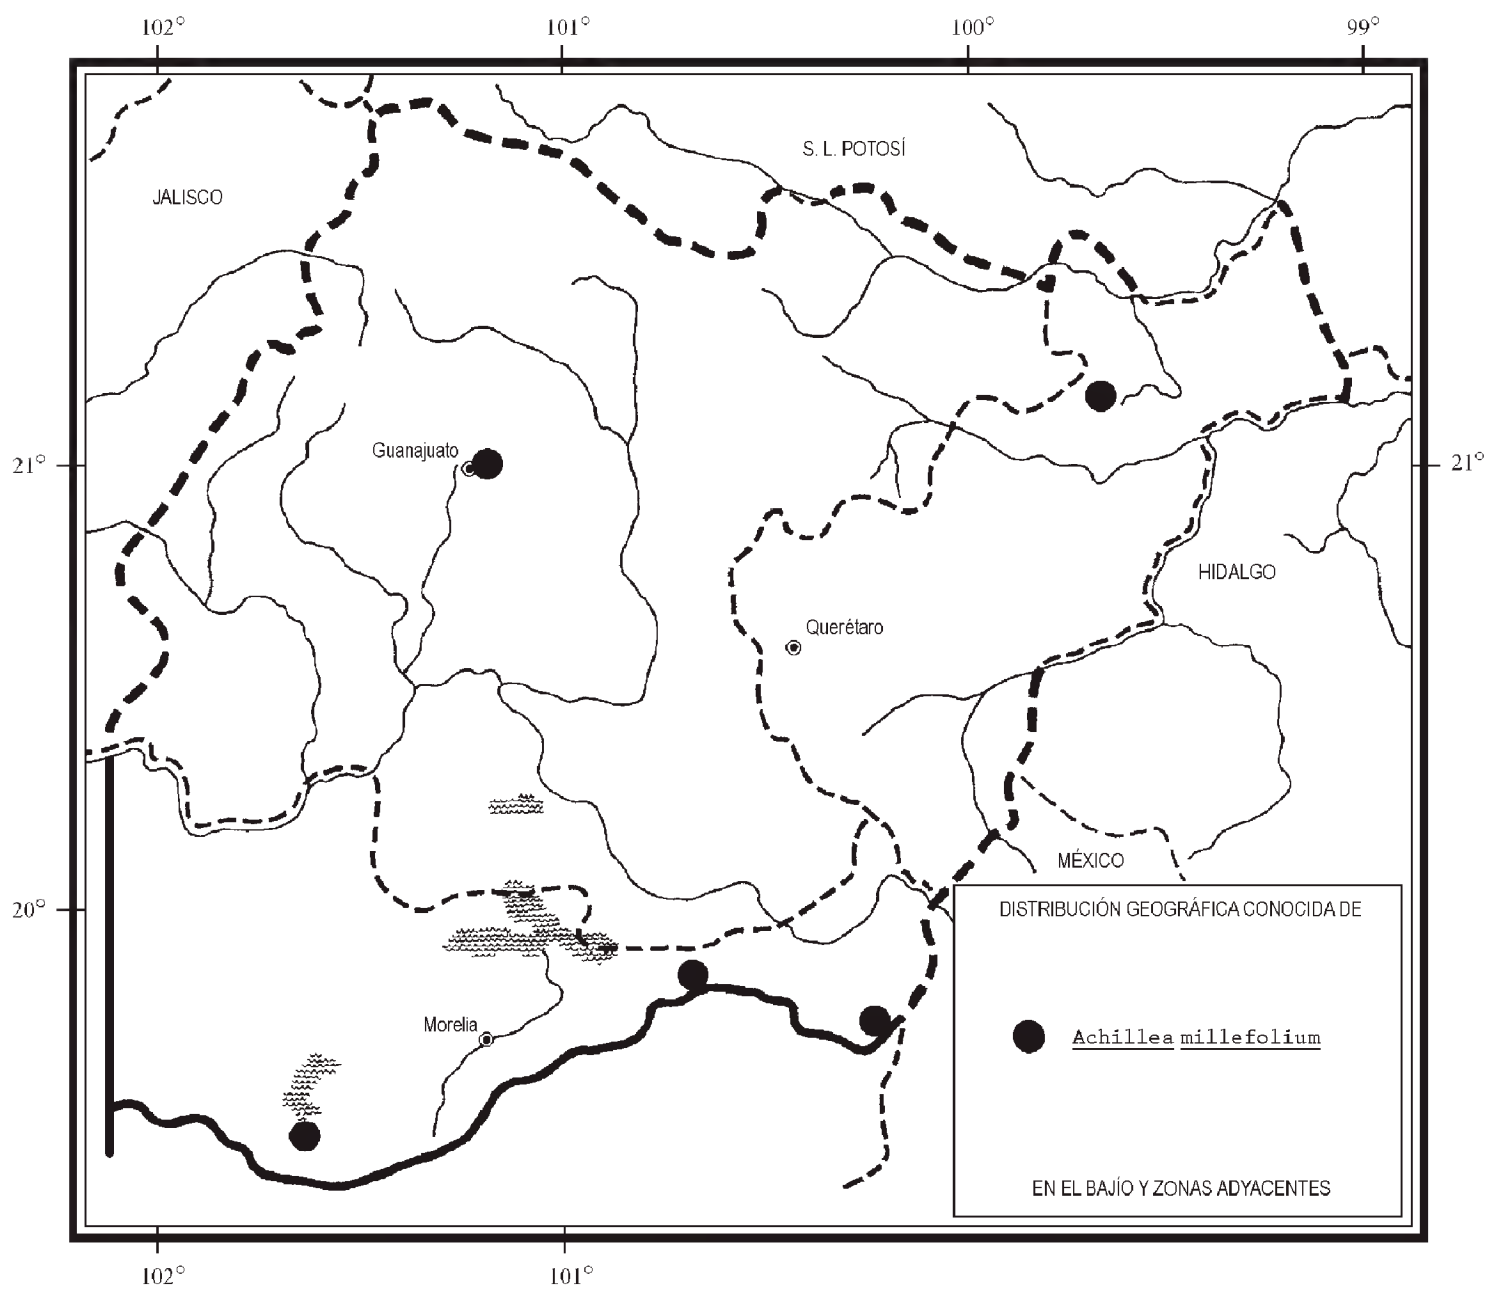 102° 101° 100° 99°
S. L. POTOSÍ
JALISCO
Guanajuato
21° 21°
HIDALGO
Querétaro
MÉXICO
20°
DISTRIBUCIÓN GEOGRÁFICA CONOCIDA DE
Morelia
Achillea millefolium
EN EL BAJÍO Y ZONAS ADYACENTES
102° 101°